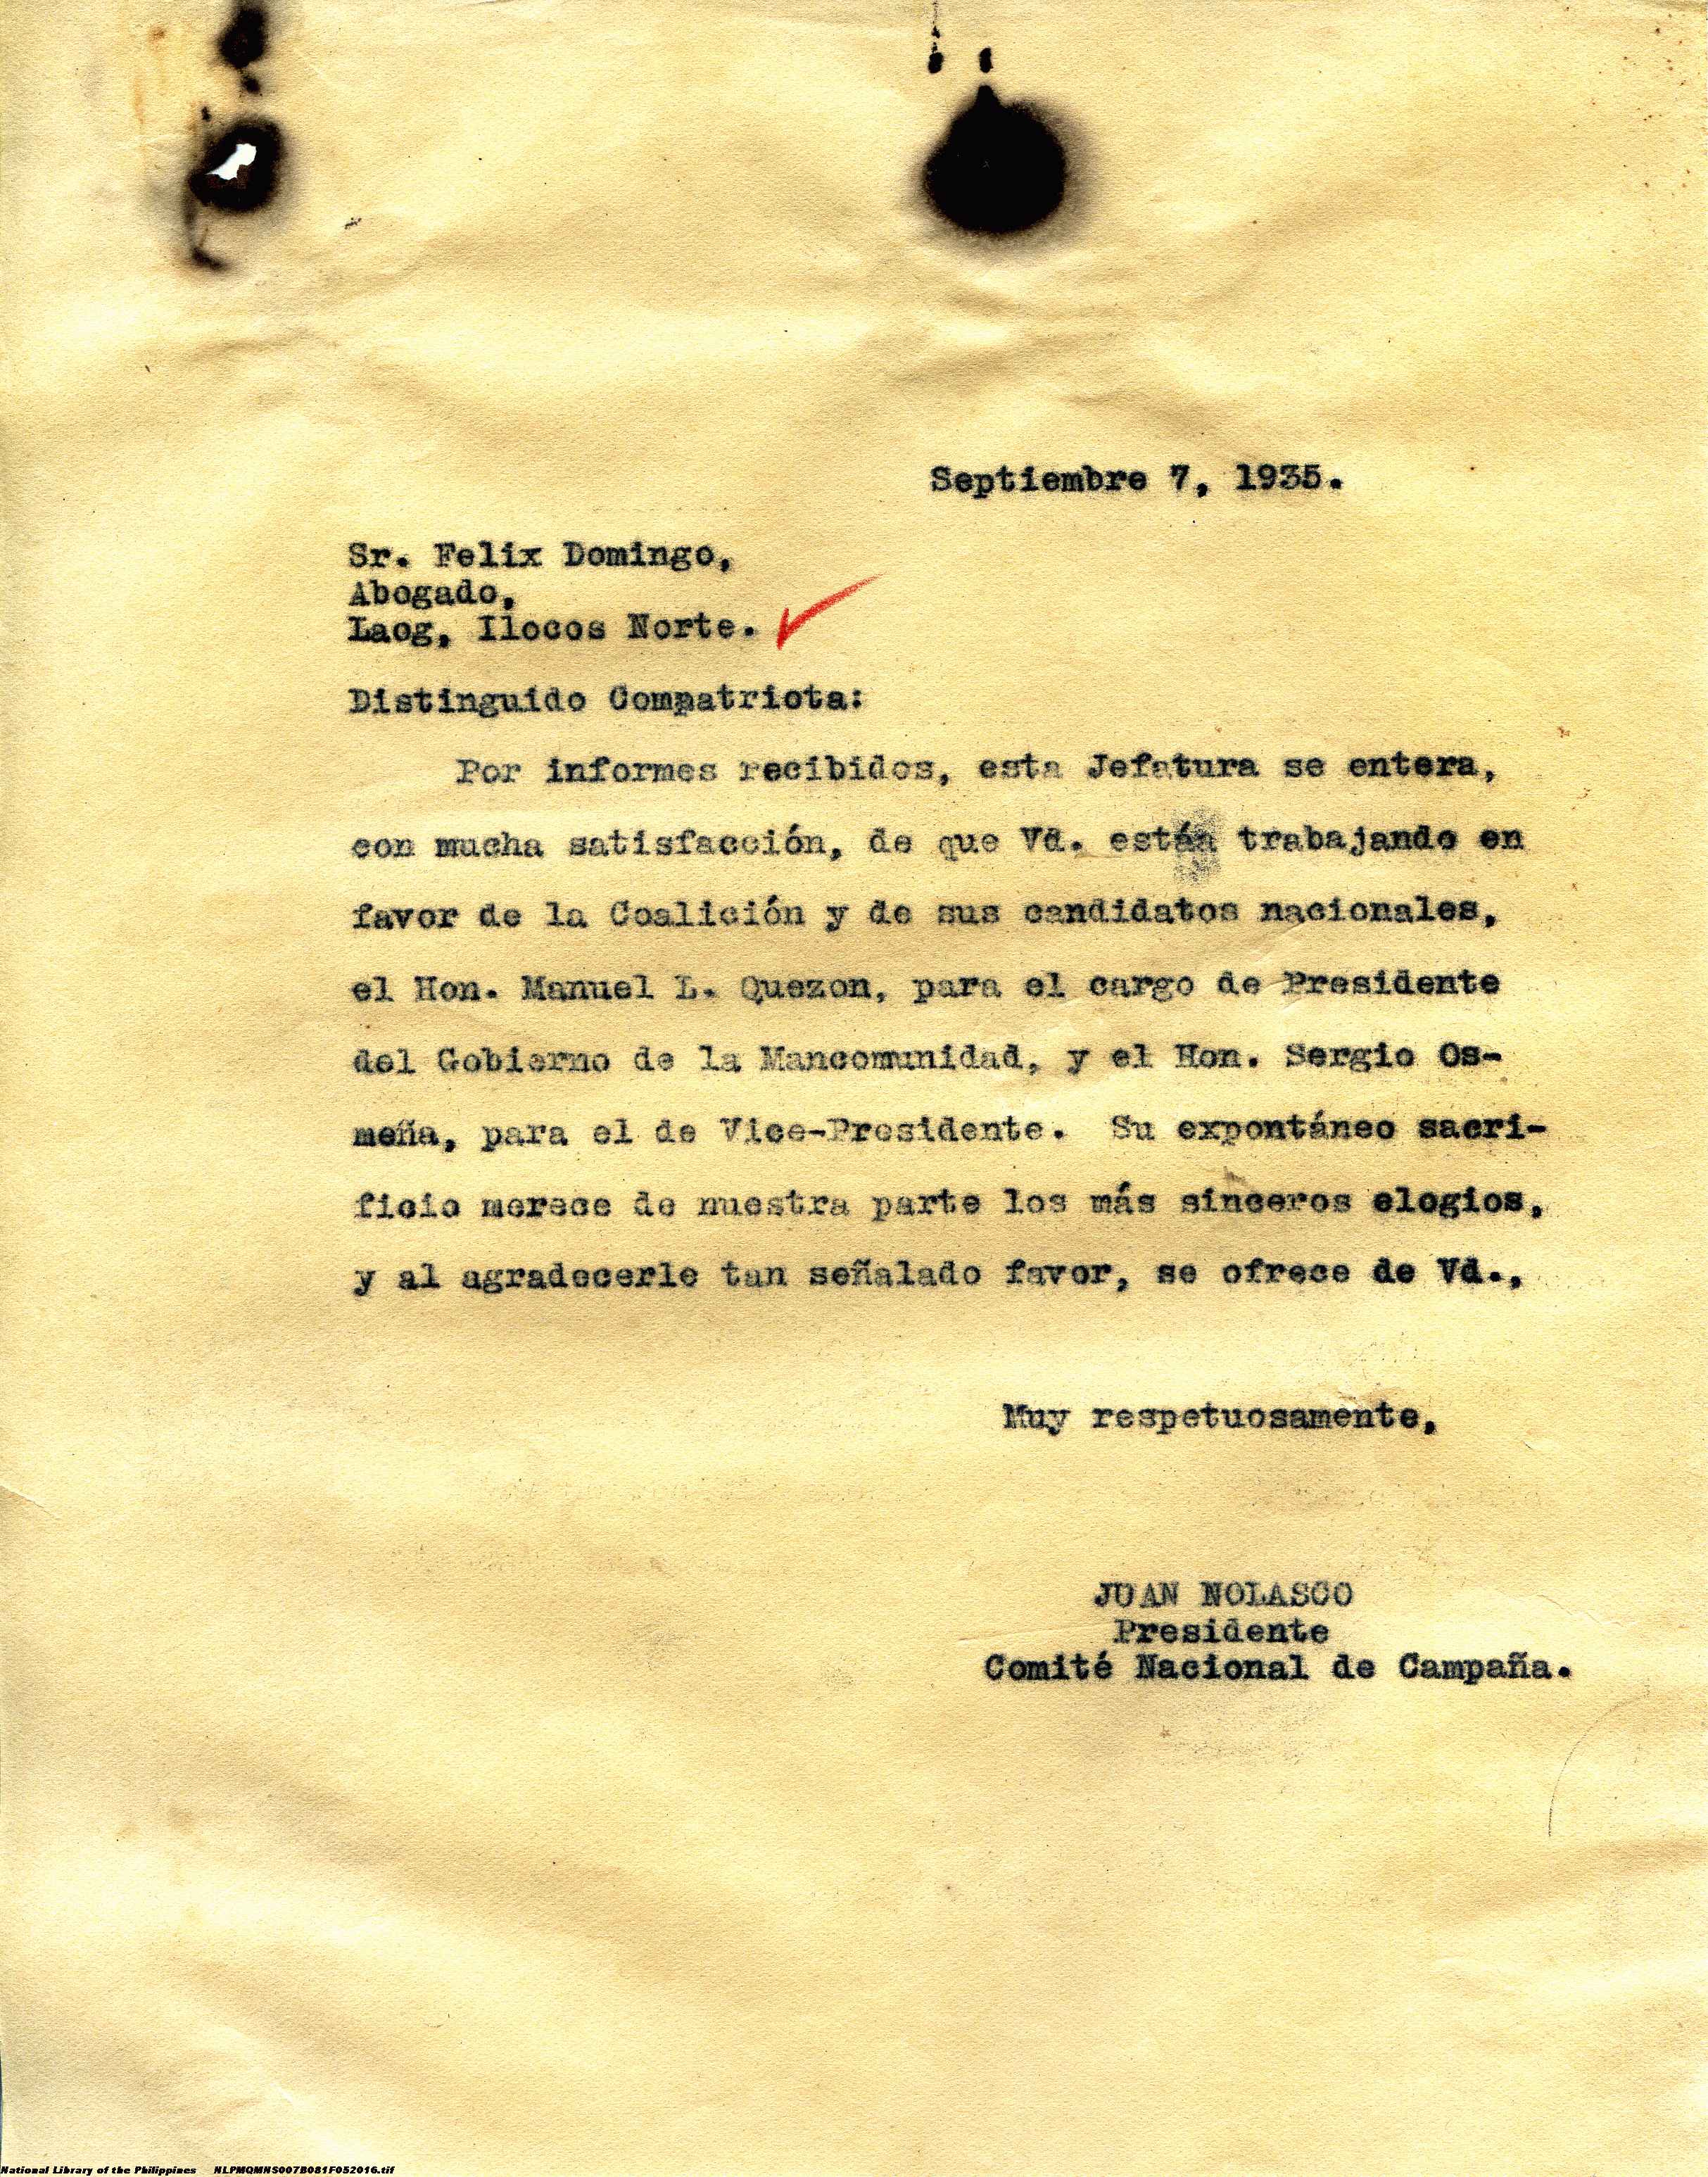 Septiembre 7, 1935.
Sr. Felix Domingo,
Abogado,
Laog, Ilocos Norte.
Distinguido Compatriota:
Por informes recibidos, esta Jefatura se entera,
con mucha satisfacción, de que Vd. están trabajando en
favor de la Coalición y de sus candidatos nacionales,
el Hon. Manuel L. Quezon, para el cargo de Presidente
del Gobierno de la Mancomunidad, y el Hon. Sergio Os-
meña, para el de Vice-Presidente. Su expontáneo sacri-
ficio merece de nuestra parte los más sinceros elogios,
y al agradecerle tan señalado favor, se ofrece de Vd.,
Muy respetuosamente,
JUAN NOLASCO
Presidente
Comité Nacional de Campaña.
National Library of the Philippines NLPMQMNS007B081F052016.tif